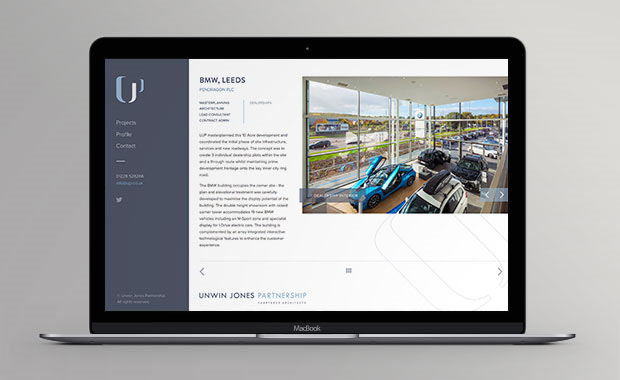 Projects
Profile
Contact
© Unwin Jones Partnership
All rights reserved
BMW, LEEDS
PENDRAGON PLC
MASTERPLANNING
ARCHITECTURE
LEAD CONSULTANT
CONTRACT ADMIN
DEALERSHIPS
UJP masterplanned this 10 Acre development and
coordinated the initial phase of site infrastructure,
services and new roadways. The concept was to
create 3 individual dealership plots within the site
and a through route whilst maintaining prime
development heritage onto the key inner city ring
road.
The BMW building occupies the corner site - the
plan and elevational treatment was carefully
developed to maximise the display potential of the
building. The double height showroom with raised
corner tower accommodates 19 new BMW
vehicles including an M-Sport zone and specialist
display for I-Drive electric cars. The building is
complemented by an array integrated interactive
technological features to enhance the customer
experience
DEALERSHIP INTERIOR
UNWIN JONES PARTNERSHIP
CHARTERED ARCHITECTS
MacBook